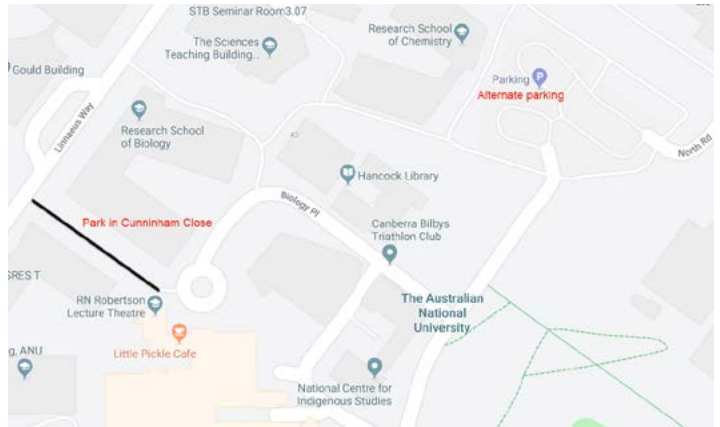 STB Seminar Room3.07
The Sciences
Teaching Building..
Research School
of Chemistry
Gould Building
Parking
Alternate parking
Linnaeus Way
Research School
of Biology
North Rd
Hancock Library
Biology Pl
Park in Cunninham Close
Canberra Bilbys
Triathlon Club
SRES T
RN Robertson
Lecture Theatre
The Australian
National
University
Little Pickle Cafe
g, ANU
National Centre for
Indigenous Studies